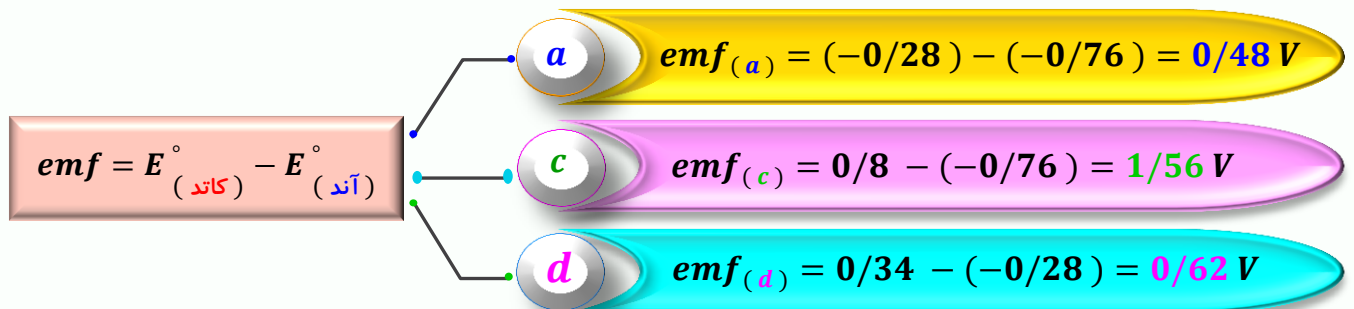 emf = E° (کاتد) − E° (آند)
a
emf(a) = (−0/28) − (−0/76) = 0/48 V
c
emf(c) = 0/8 − (−0/76) = 1/56 V
d
emf(d) = 0/34 − (−0/28) = 0/62 V